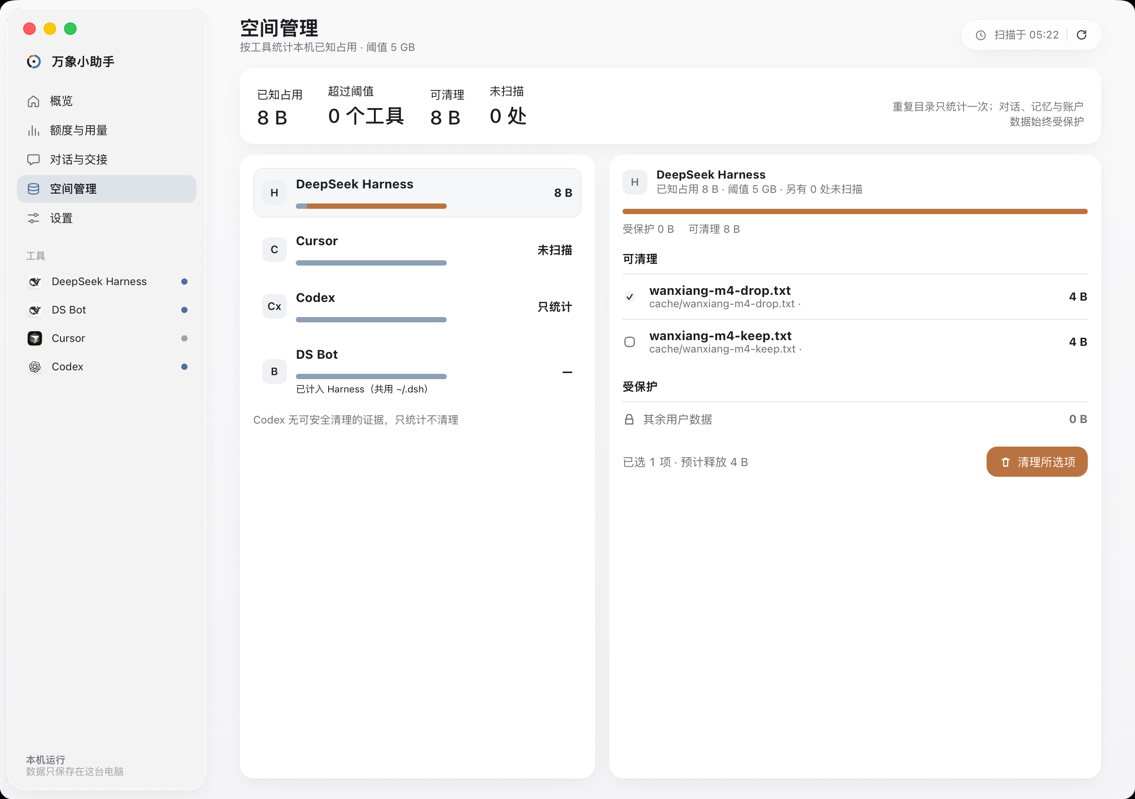 万象小助手
概览
额度与用量
对话与交接
空间管理
设置
工具
DeepSeek Harness
DS Bot
Cursor
Codex
本机运行
数据只保存在这台电脑
空间管理
按工具统计本机已知占用 · 阈值 5 GB
扫描于 05:22
已知占用
8 B
超过阈值
0 个工具
可清理
8 B
未扫描
0 处
重复目录只统计一次；对话、记忆与账户
数据始终受保护
H
DeepSeek Harness
8 B
C
Cursor
未扫描
Cx
Codex
只统计
B
DS Bot
—
已计入 Harness（共用 ~/.dsh）
Codex 无可安全清理的证据，只统计不清理
H
DeepSeek Harness
已知占用 8 B · 阈值 5 GB · 另有 0 处未扫描
受保护 0 B 可清理 8 B
可清理
wanxiang-m4-drop.txt
cache/wanxiang-m4-drop.txt ·
4 B
wanxiang-m4-keep.txt
cache/wanxiang-m4-keep.txt ·
4 B
受保护
其余用户数据
0 B
已选 1 项 · 预计释放 4 B
清理所选项